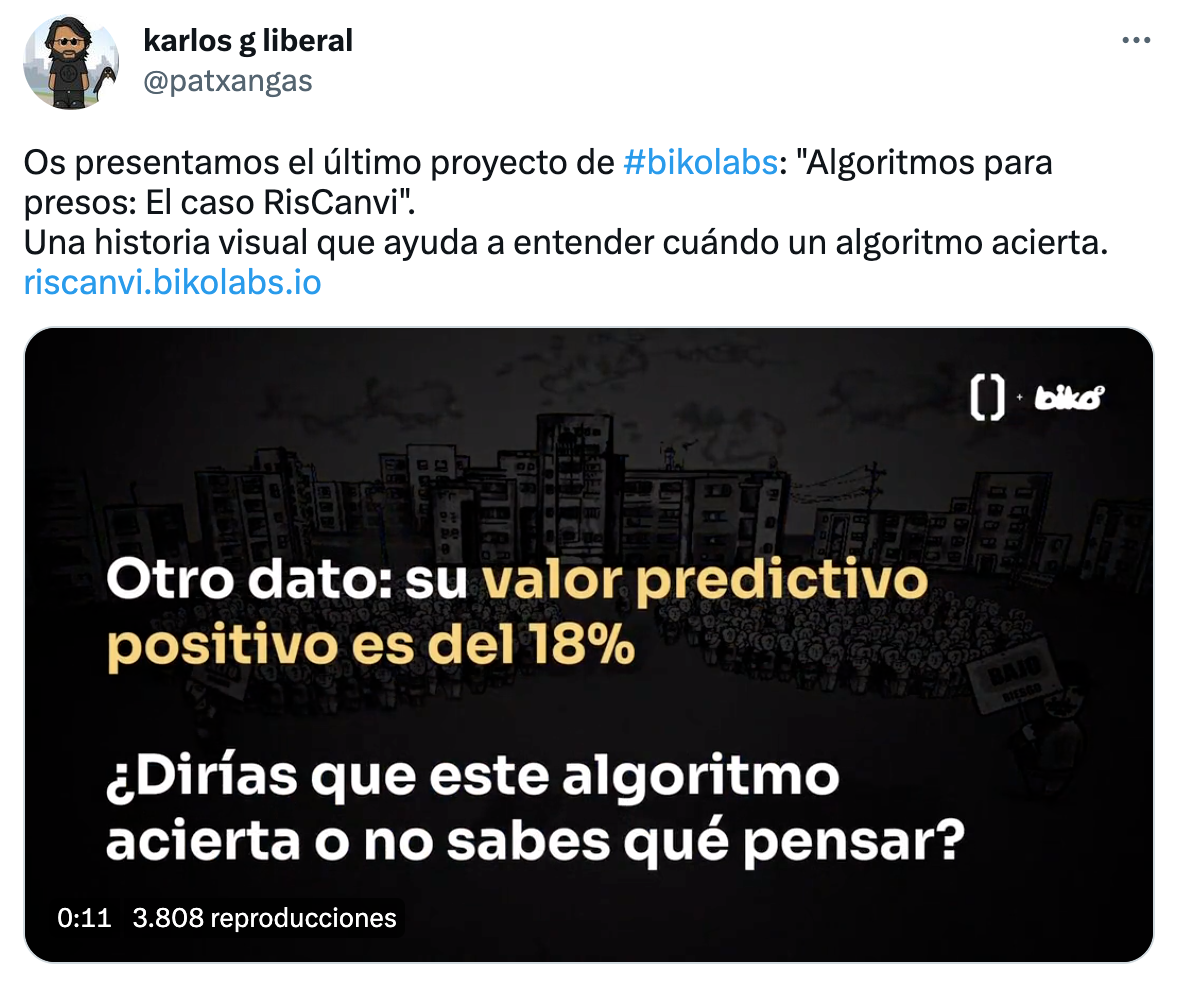 karlos g liberal
@patxangas
Os presentamos el último proyecto de #bikolabs: "Algoritmos para
presos: El caso RisCanvi".
Una historia visual que ayuda a entender cuándo un algoritmo acierta.
riscanvi.bikolabs.io
[] + biko
Otro dato: su valor predictivo
positivo es del 18%
BAJO
RIESGO
¿Dirías que este algoritmo
acierta o no sabes qué pensar?
0:11 3.808 reproducciones